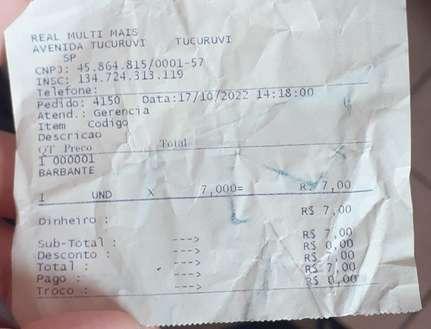 REAL MULTI MAIS
AVENIDA TUCURUVI TUCURUVI
SP
CNPJ: 45.864.815/0001-57
INSC: 134.724.313.119
Telefone:
Pedido: 4150 Data:17/10/2022 14:18:00
Atend.: Gerencia
Item Codigo
Descricao
QT Preco Total
1 000001
BARBANTE
1 UND X 7,000= R$ 7,00
Dinheiro : R$ 7,00
Sub-Total : ---> R$ 7,00
Desconto : ---> R$ 0,00
Total : ---> R$ 7,00
Pago : ---> R$ 7,00
Troco : ---> R$ 0,00